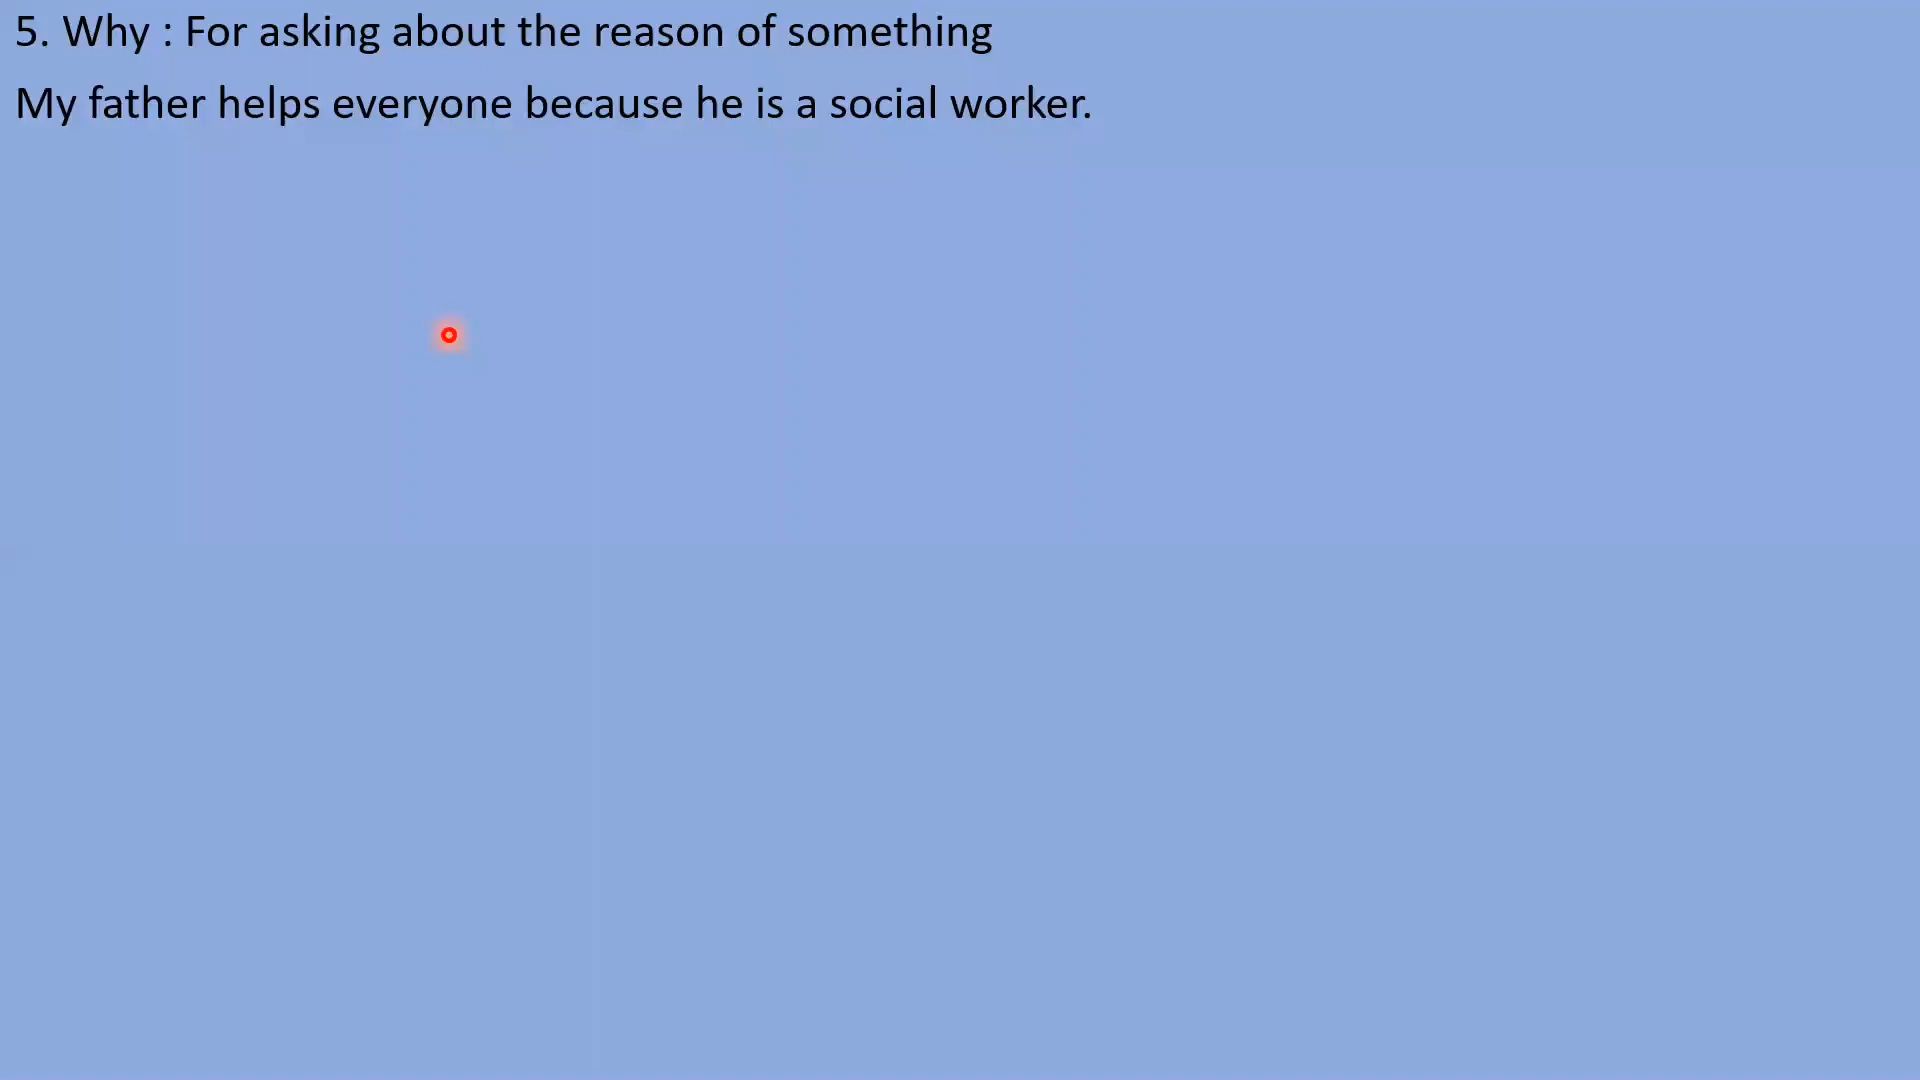 5. Why : For asking about the reason of something
My father helps everyone because he is a social worker.